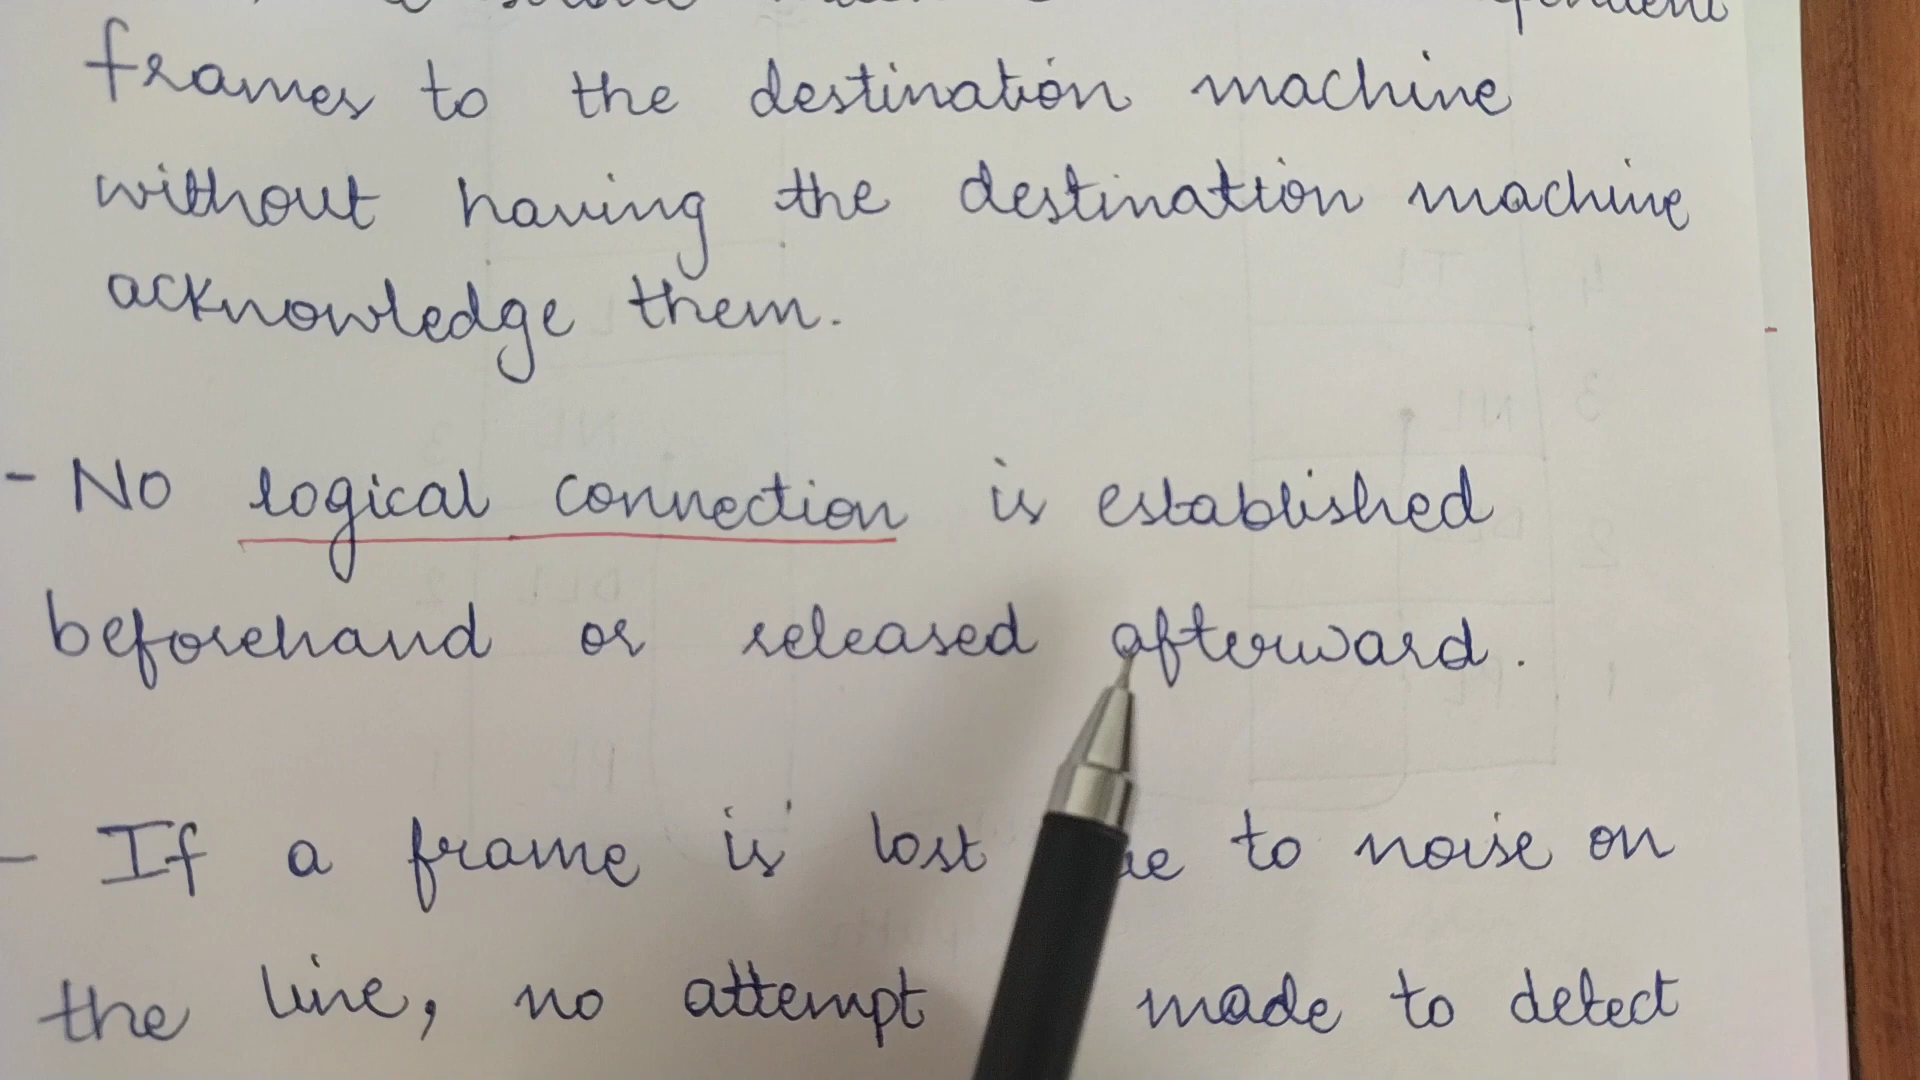 frames to the destination machine
without having the destination machine
acknowledge them.
- No logical connection is established
beforehand or released afterward.
- If a frame is lost to noise on
the line, no attempt made to detect